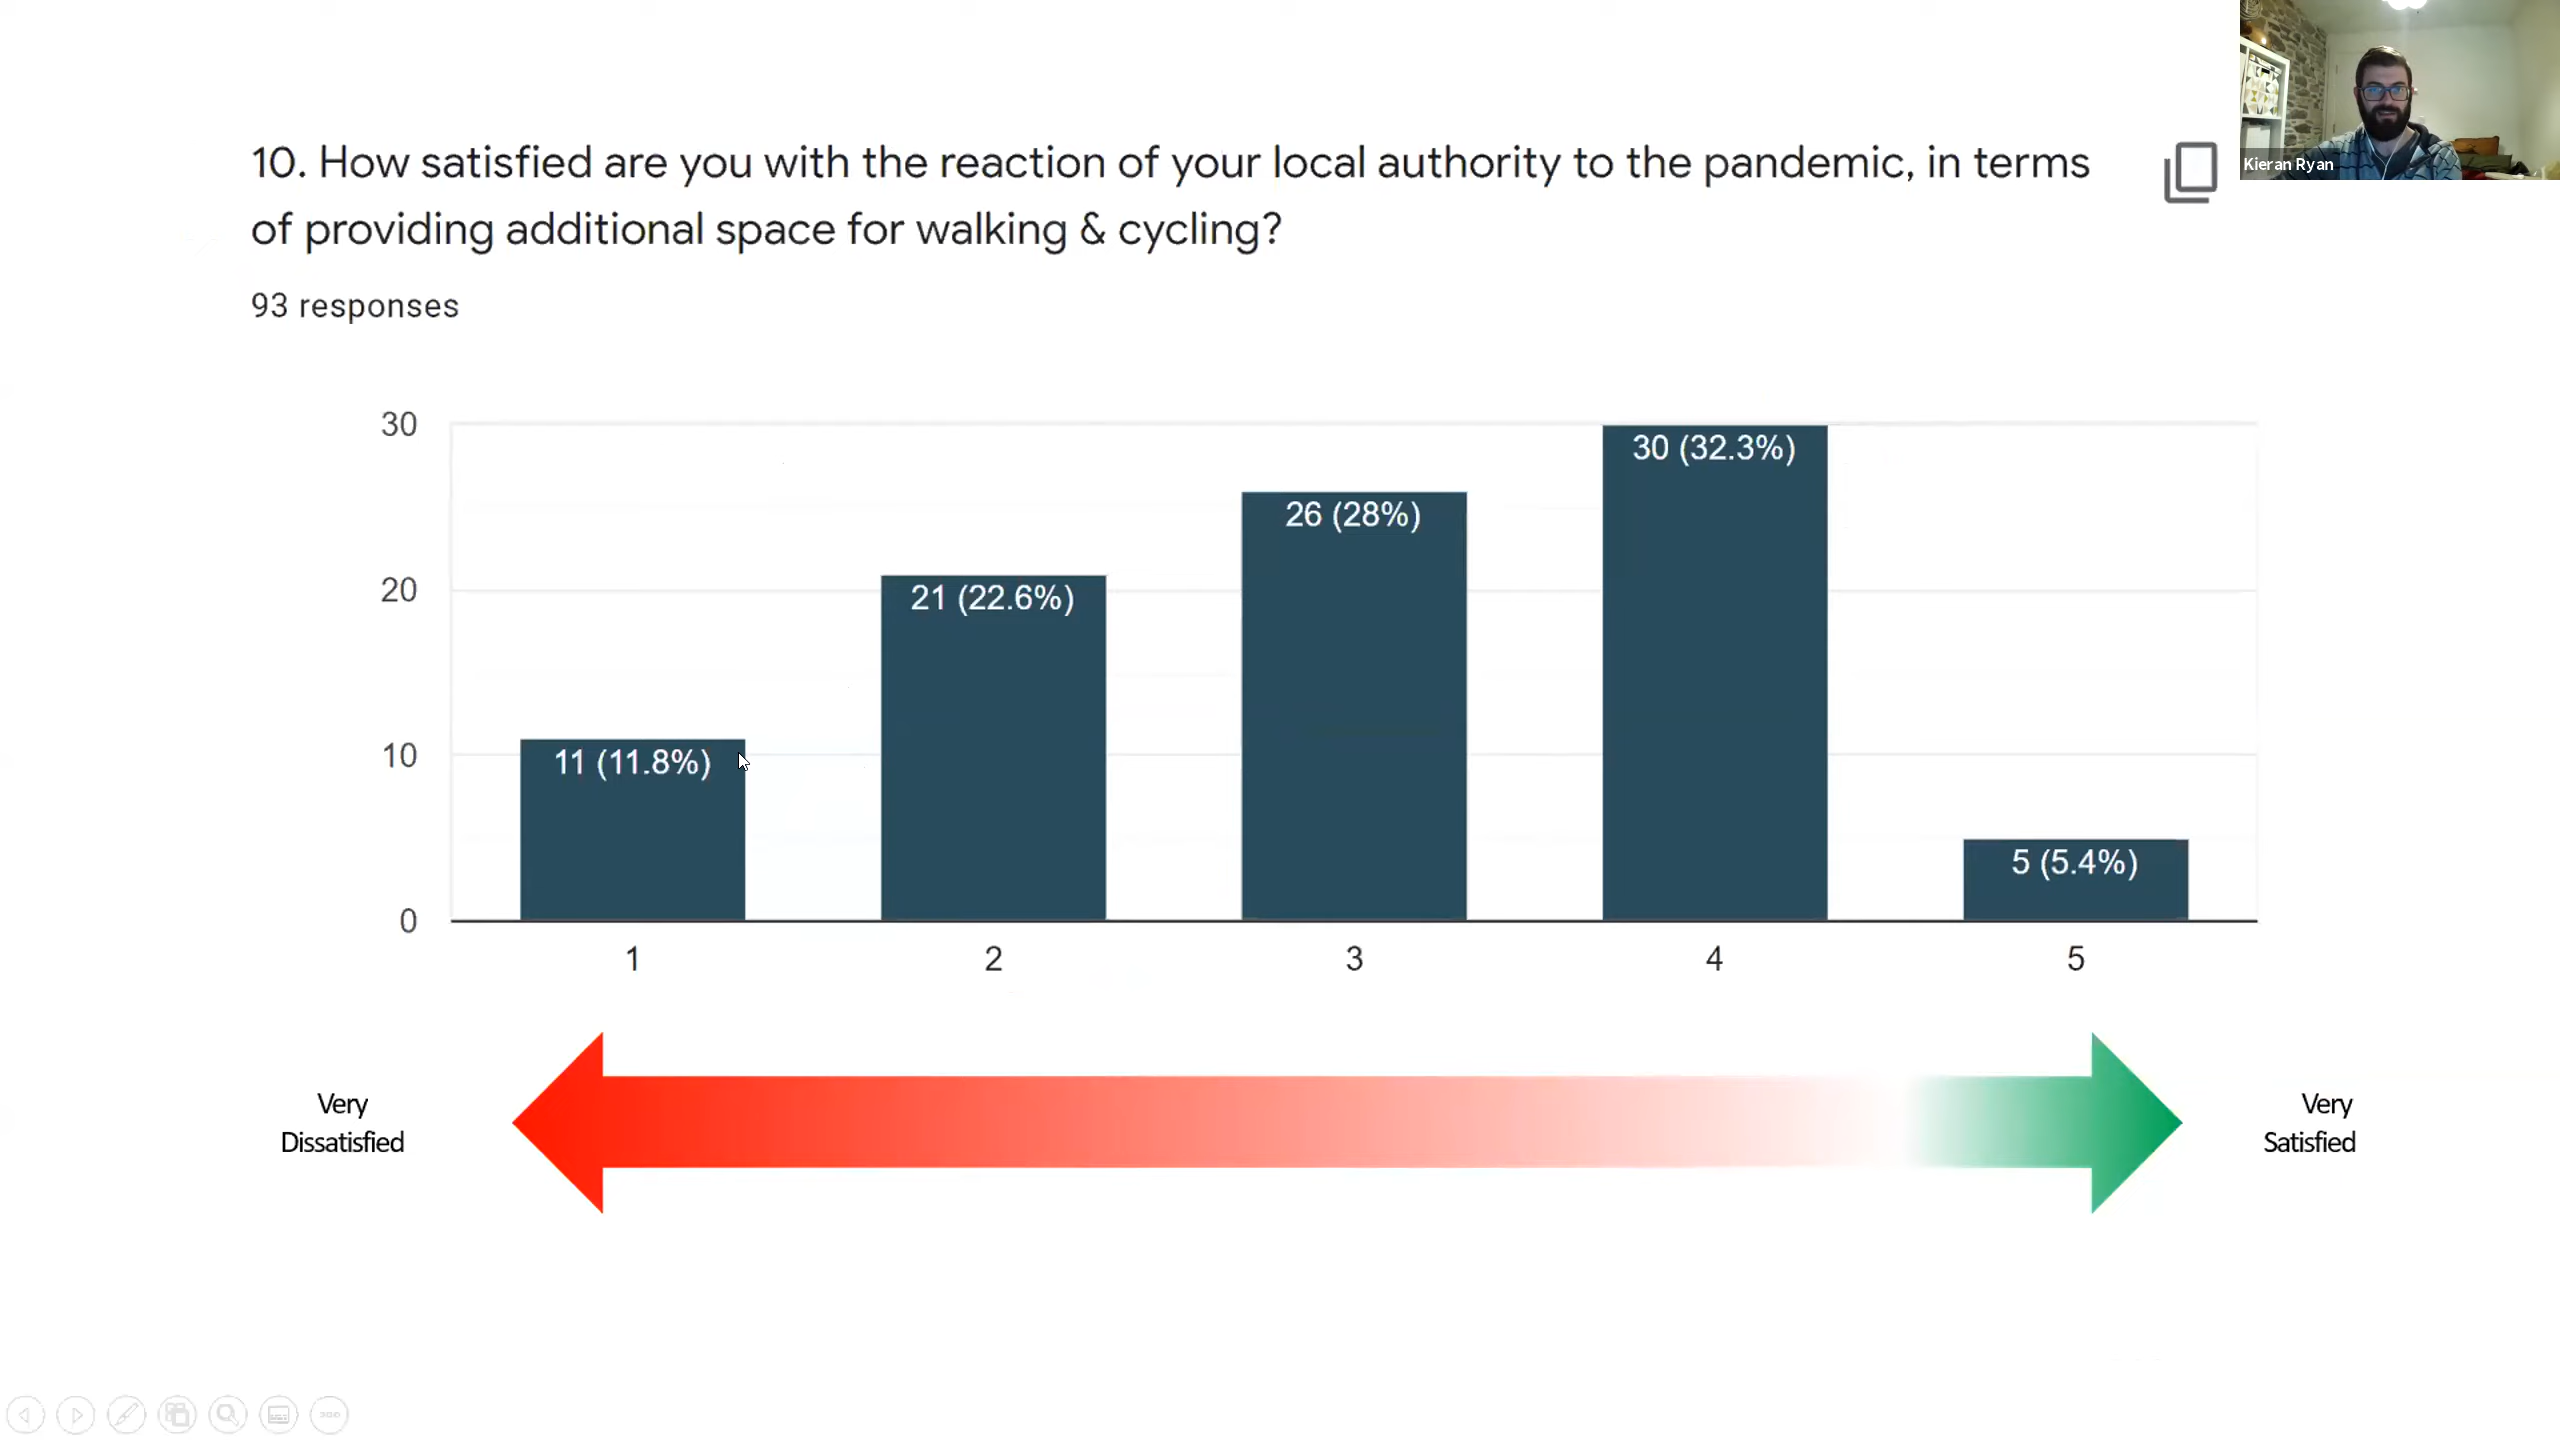 Kieran Ryan
10. How satisfied are you with the reaction of your local authority to the pandemic, in terms
of providing additional space for walking & cycling?
93 responses
30
20
10
0
11 (11.8%)
21 (22.6%)
26 (28%)
30 (32.3%)
5 (5.4%)
1
2
3
4
5
Very
Dissatisfied
Very
Satisfied